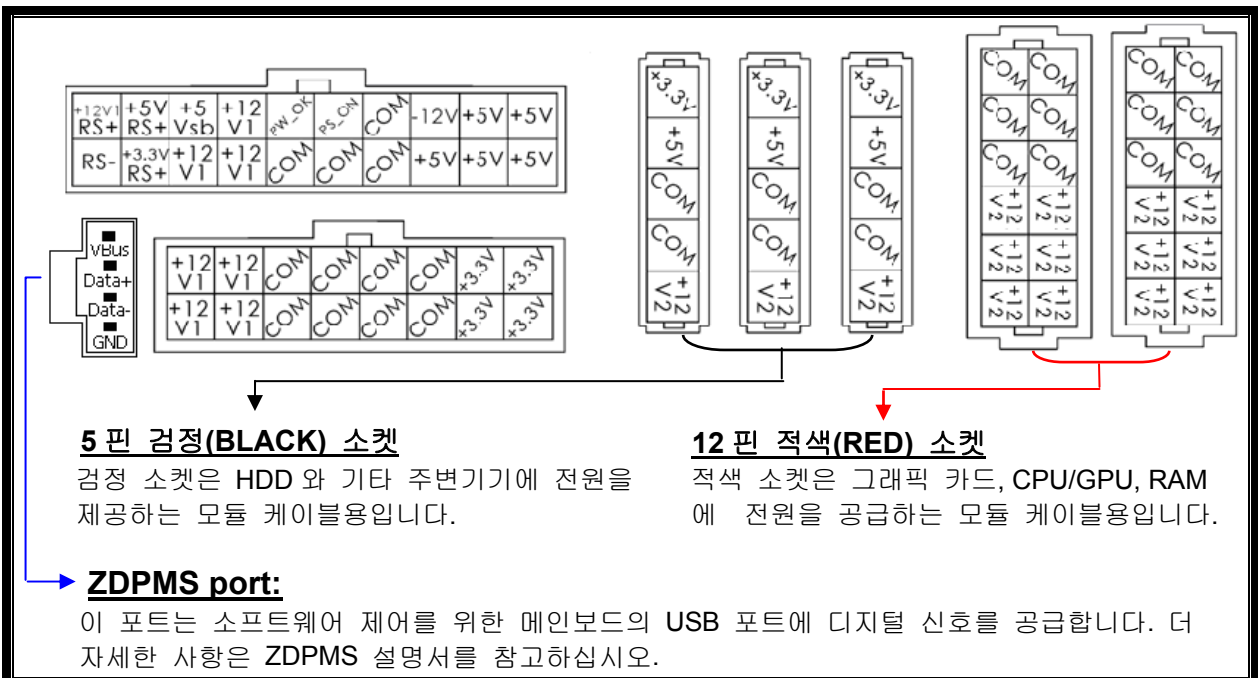 +12V1 RS+ +5V RS+ +5 Vsb +12 V1 PW_OK PS_ON COM -12V +5V +5V
RS- +3.3V RS+ +12 V1 +12 V1 COM COM COM +5V +5V +5V
VBus
Data+
Data-
GND
+12 V1 +12 V1 COM COM COM COM +3.3V +3.3V
+12 V1 +12 V1 COM COM COM COM +3.3V +3.3V
+3.3V +5V COM COM +12 V2
+3.3V +5V COM COM +12 V2
+3.3V +5V COM COM +12 V2
COM COM
COM COM
COM COM
+12 V2 +12 V2
+12 V2 +12 V2
+12 V2 +12 V2
COM COM
COM COM
COM COM
+12 V2 +12 V2
+12 V2 +12 V2
+12 V2 +12 V2
5 핀 검정(BLACK) 소켓
검정 소켓은 HDD 와 기타 주변기기에 전원을
제공하는 모듈 케이블용입니다.
12 핀 적색(RED) 소켓
적색 소켓은 그래픽 카드, CPU/GPU, RAM
에 전원을 공급하는 모듈 케이블용입니다.
ZDPMS port:
이 포트는 소프트웨어 제어를 위한 메인보드의 USB 포트에 디지털 신호를 공급합니다. 더
자세한 사항은 ZDPMS 설명서를 참고하십시오.